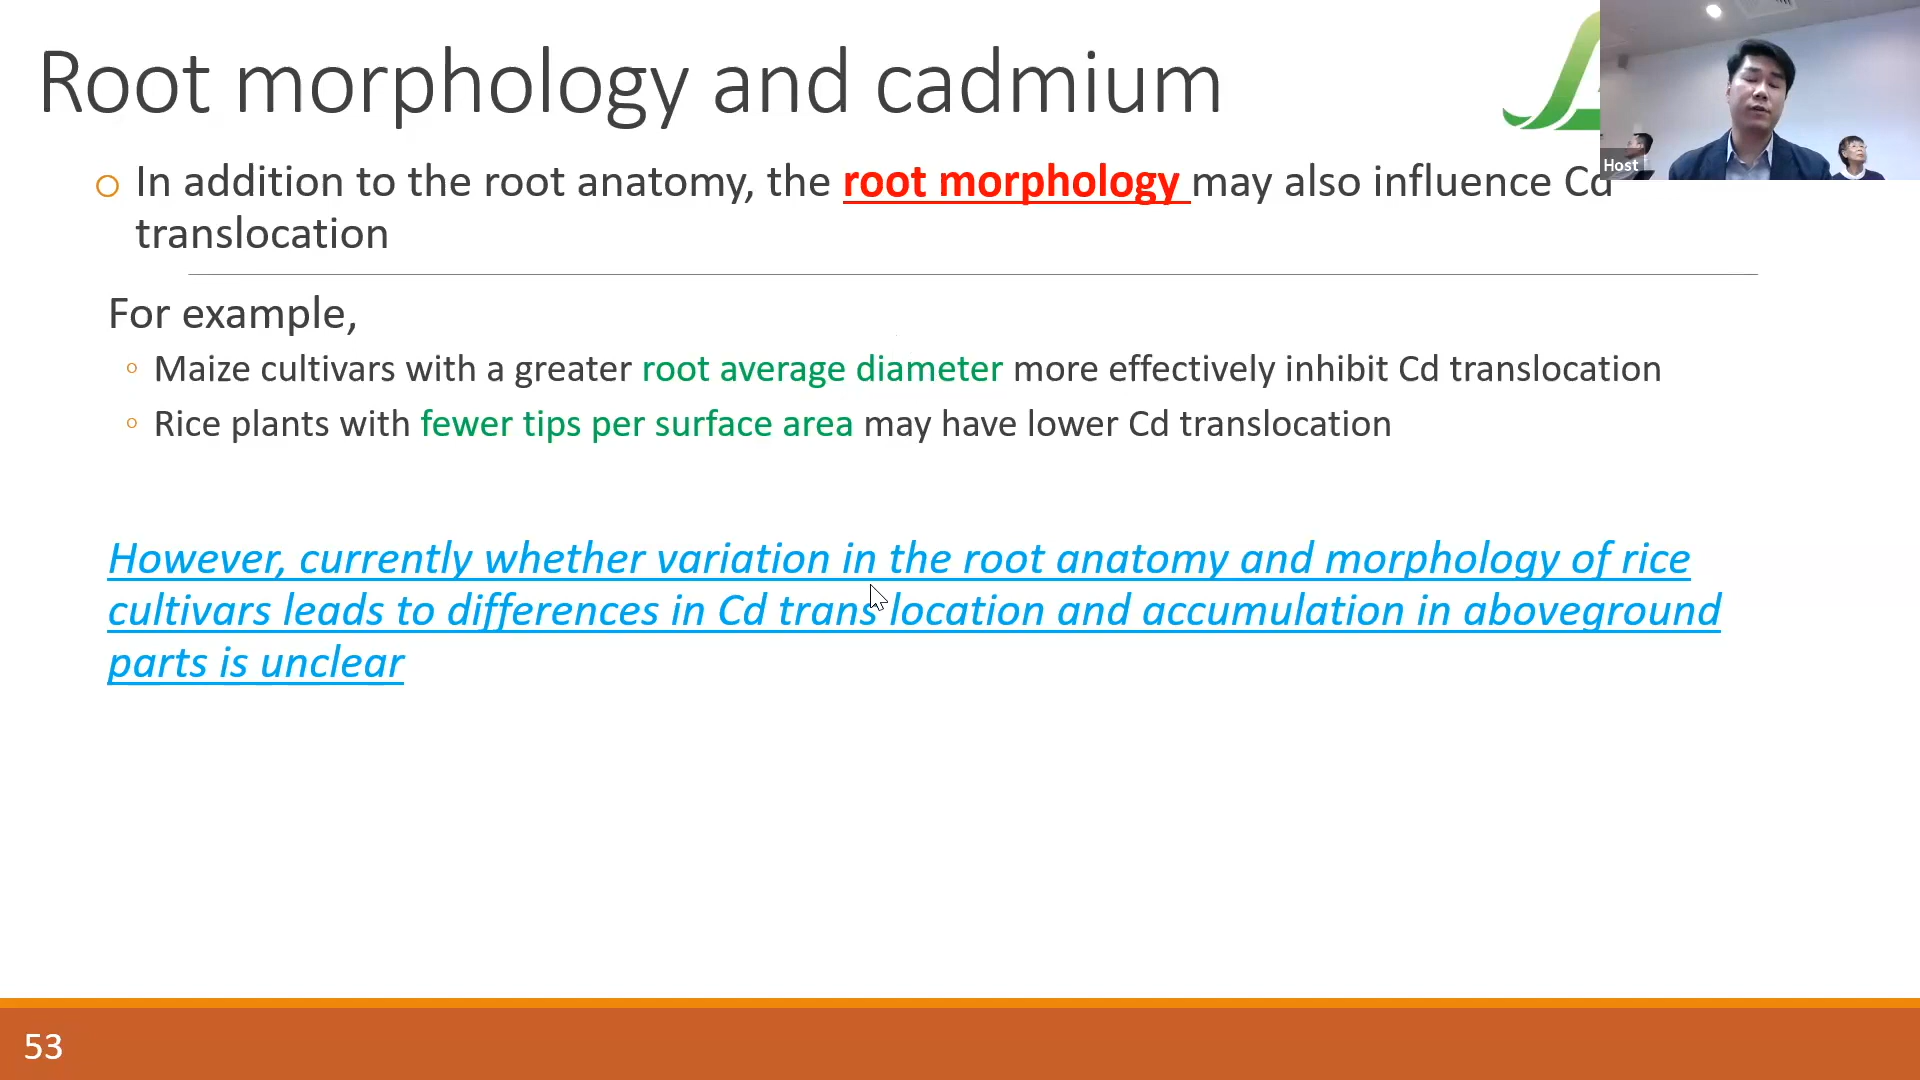 Root morphology and cadmium
In addition to the root anatomy, the root morphology may also influence Cd
translocation
For example,
Maize cultivars with a greater root average diameter more effectively inhibit Cd translocation
Rice plants with fewer tips per surface area may have lower Cd translocation
However, currently whether variation in the root anatomy and morphology of rice
cultivars leads to differences in Cd translocation and accumulation in aboveground
parts is unclear
Host
53